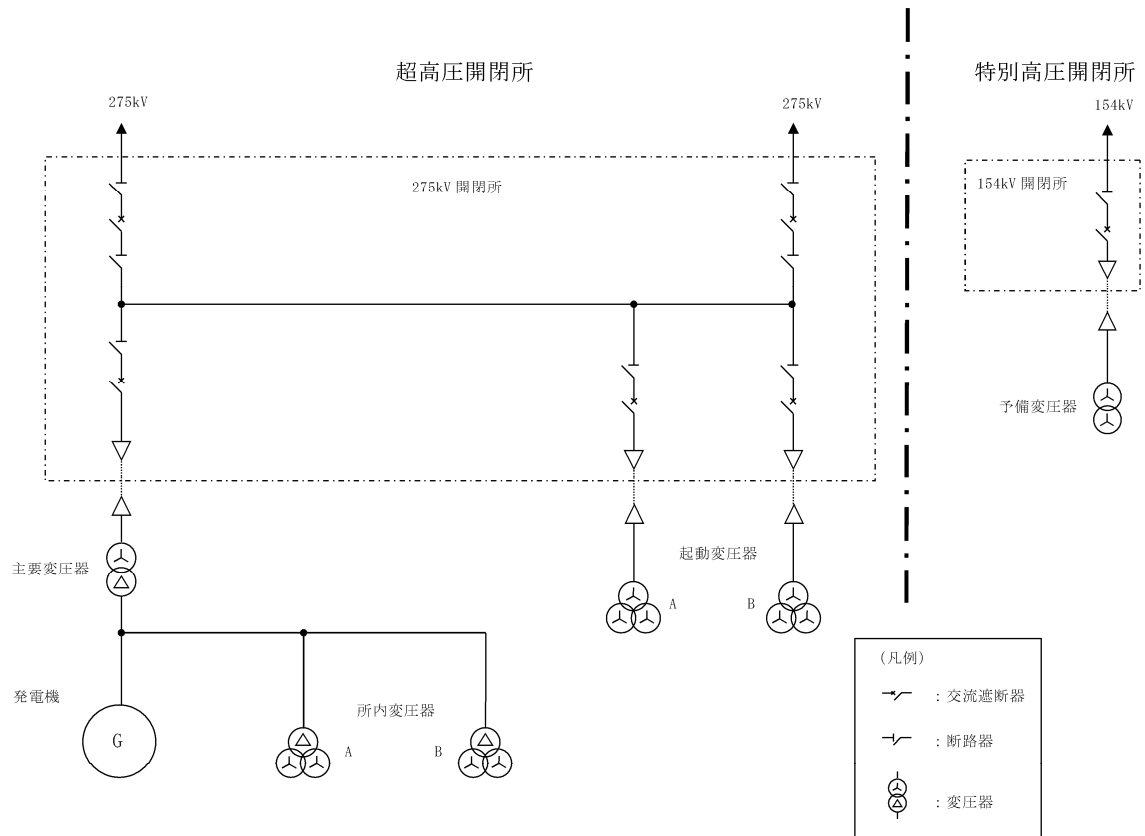 超高圧開閉所
特別高圧開閉所
275kV
275kV
154kV
275kV 開閉所
154kV 開閉所
予備変圧器
起動変圧器
主要変圧器
A
B
発電機
G
所内変圧器
A
B
(凡例)
：交流遮断器
：断路器
：変圧器